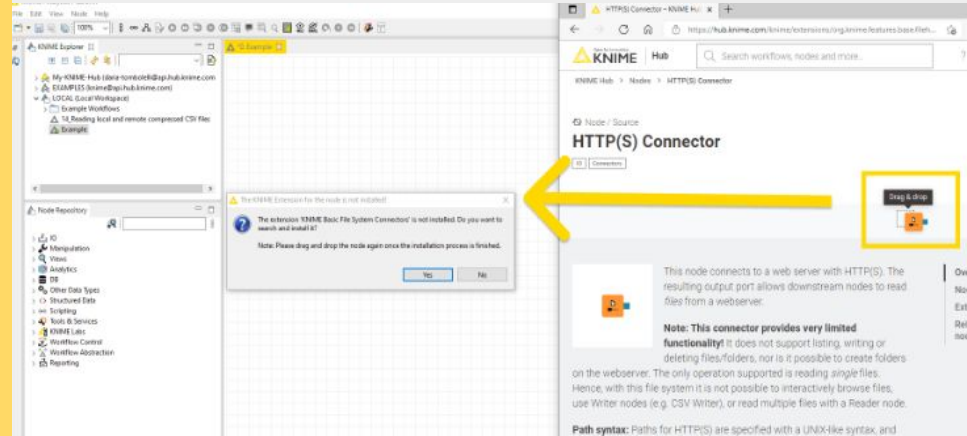 File Edit View Node Help
100%
KNIME Explorer
My-KNIME-Hub (daria-tombolelli@api.hub.knime.com
EXAMPLES (knime@api.hub.knime.com)
LOCAL (Local Workspace)
Example Workflows
14_Reading local and remote compressed CSV files
Example
Node Repository
IO
Manipulation
Views
Analytics
DB
Other Data Types
Structured Data
Scripting
Tools & Services
KNIME Labs
Workflow Control
Workflow Abstraction
Reporting
The KNIME Extension for the node is not installed!
The extension 'KNIME Basic File System Connectors' is not installed. Do you want to
search and install it?
Note: Please drag and drop the node again once the installation process is finished.
Yes No
HTTP(S) Connector – KNIME Hu
https://hub.knime.com/knime/extensions/org.knime.features.base.fileh...
KNIME Hub
Search workflows, nodes and more...
KNIME Hub > Nodes > HTTP(S) Connector
Node / Source
HTTP(S) Connector
IO Connectors
Drag & drop
This node connects to a web server with HTTP(S). The
resulting output port allows downstream nodes to read
files from a webserver.
Note: This connector provides very limited
functionality! It does not support listing, writing or
deleting files/folders, nor is it possible to create folders
on the webserver. The only operation supported is reading single files.
Hence, with this file system it is not possible to interactively browse files,
use Writer nodes (e.g. CSV Writer), or read multiple files with a Reader node.
Path syntax: Paths for HTTP(S) are specified with a UNIX-like syntax, and